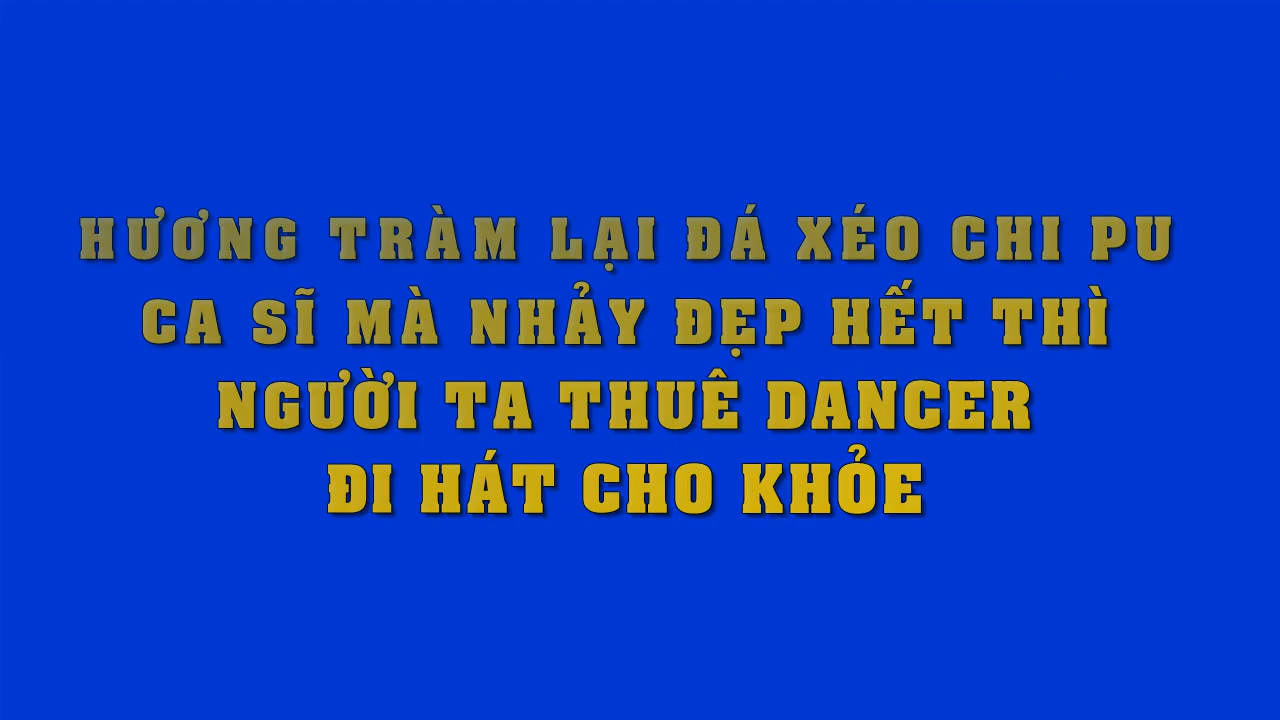 HƯƠNG TRÀM LẠI ĐÁ XÉO CHI PU
CA SĨ MÀ NHẢY ĐẸP HẾT THÌ
NGƯỜI TA THUÊ DANCER
ĐI HÁT CHO KHỎE